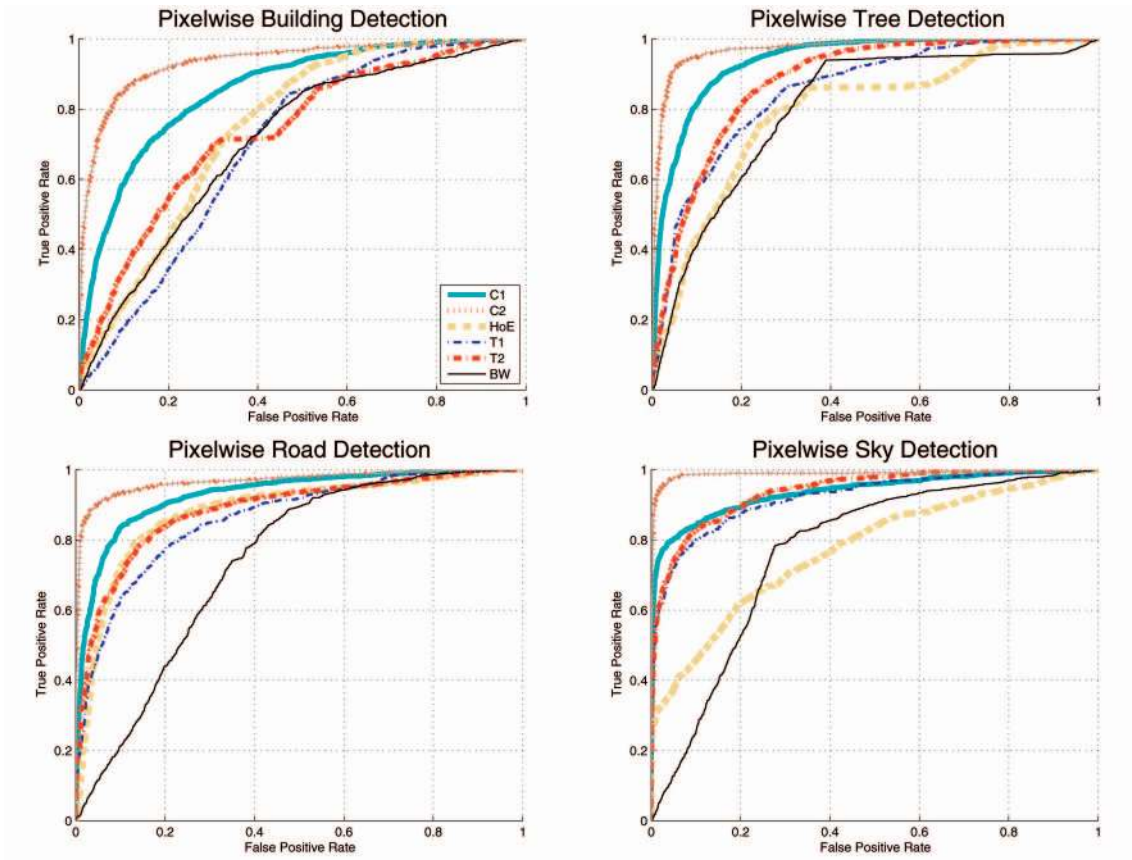 Pixelwise Building Detection
1
0.8
0.6
0.4
0.2
0
True Positive Rate
C1
C2
HoE
T1
T2
BW
0 0.2 0.4 0.6 0.8 1
False Positive Rate
Pixelwise Tree Detection
1
0.8
0.6
0.4
0.2
0
True Positive Rate
0 0.2 0.4 0.6 0.8 1
False Positive Rate
Pixelwise Road Detection
1
0.8
0.6
0.4
0.2
0
True Positive Rate
0 0.2 0.4 0.6 0.8 1
False Positive Rate
Pixelwise Sky Detection
1
0.8
0.6
0.4
0.2
0
True Positive Rate
0 0.2 0.4 0.6 0.8 1
False Positive Rate